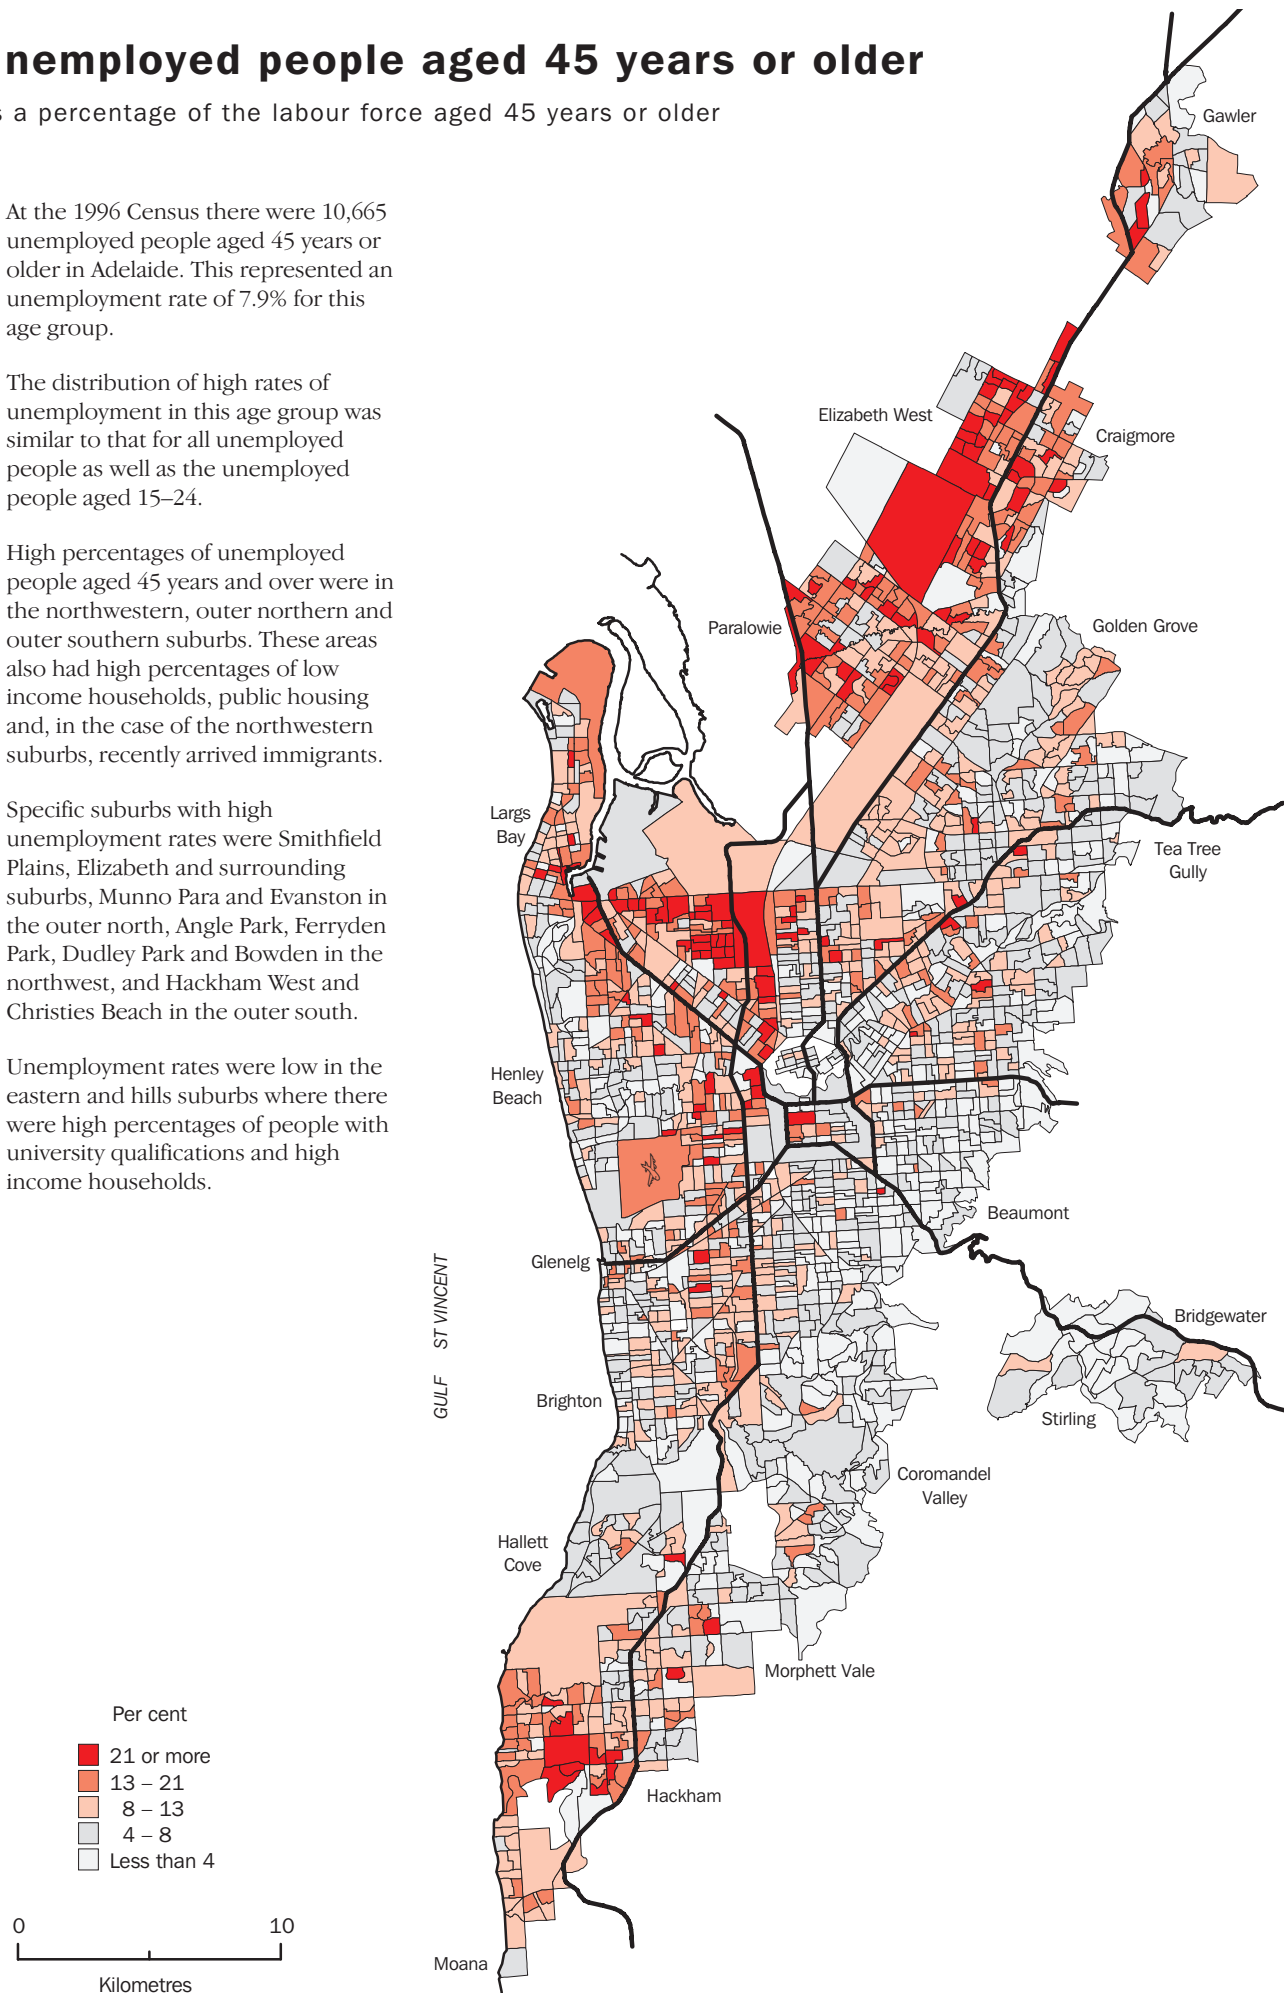 nemployed people aged 45 years or older
s a percentage of the labour force aged 45 years or older
At the 1996 Census there were 10,665
unemployed people aged 45 years or
older in Adelaide. This represented an
unemployment rate of 7.9% for this
age group.
The distribution of high rates of
unemployment in this age group was
similar to that for all unemployed
people as well as the unemployed
people aged 15–24.
High percentages of unemployed
people aged 45 years and over were in
the northwestern, outer northern and
outer southern suburbs. These areas
also had high percentages of low
income households, public housing
and, in the case of the northwestern
suburbs, recently arrived immigrants.
Specific suburbs with high
unemployment rates were Smithfield
Plains, Elizabeth and surrounding
suburbs, Munno Para and Evanston in
the outer north, Angle Park, Ferryden
Park, Dudley Park and Bowden in the
northwest, and Hackham West and
Christies Beach in the outer south.
Unemployment rates were low in the
eastern and hills suburbs where there
were high percentages of people with
university qualifications and high
income households.
Gawler
Elizabeth West
Craigmore
Paralowie
Golden Grove
Largs
Bay
Tea Tree
Gully
Henley
Beach
Beaumont
Glenelg
GULF ST VINCENT
Bridgewater
Brighton
Stirling
Coromandel
Valley
Hallett
Cove
Morphett Vale
Hackham
Moana
Per cent
21 or more
13 – 21
8 – 13
4 – 8
Less than 4
0 10
Kilometres